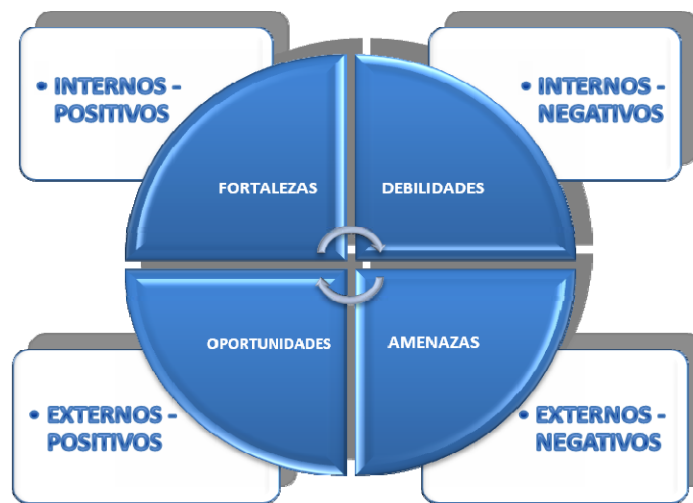 • INTERNOS -
POSITIVOS
• INTERNOS -
NEGATIVOS
FORTALEZAS
DEBILIDADES
OPORTUNIDADES
AMENAZAS
• EXTERNOS -
POSITIVOS
• EXTERNOS -
NEGATIVOS